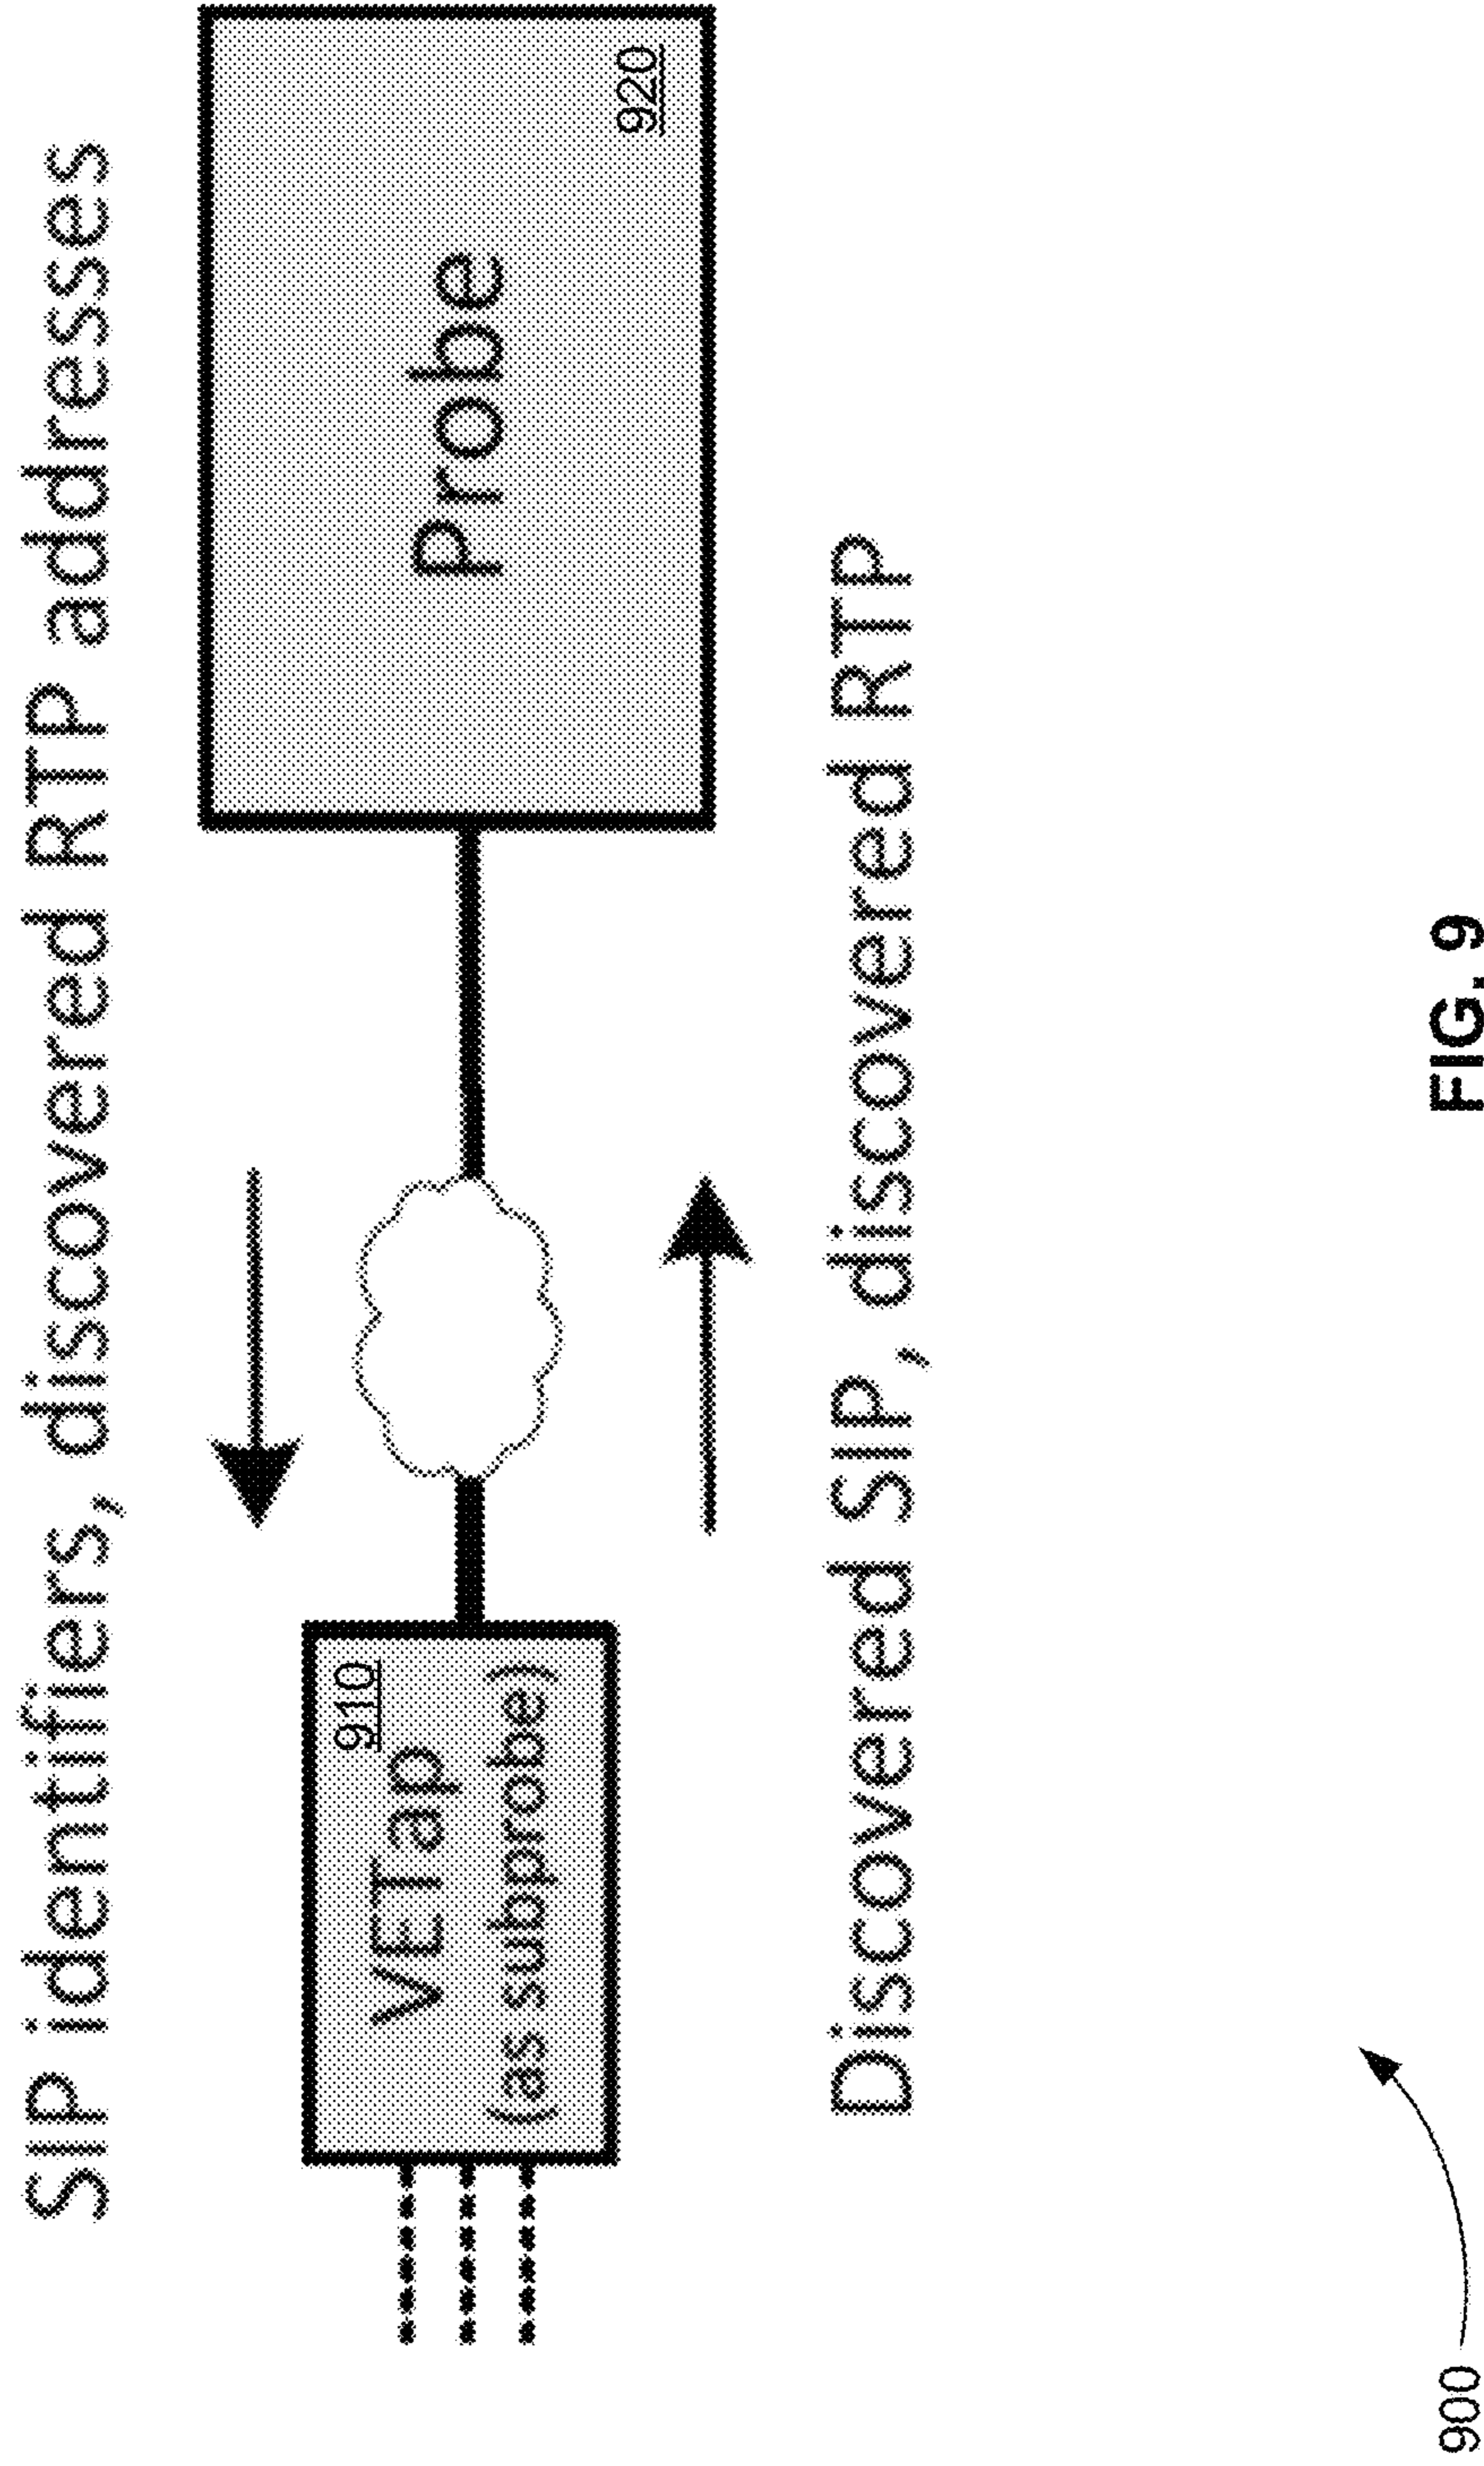 SIP identifiers, discovered RTP addresses
910
VETap
(as subprobe)
Probe
920
Discovered SIP, discovered RTP
900
FIG. 9